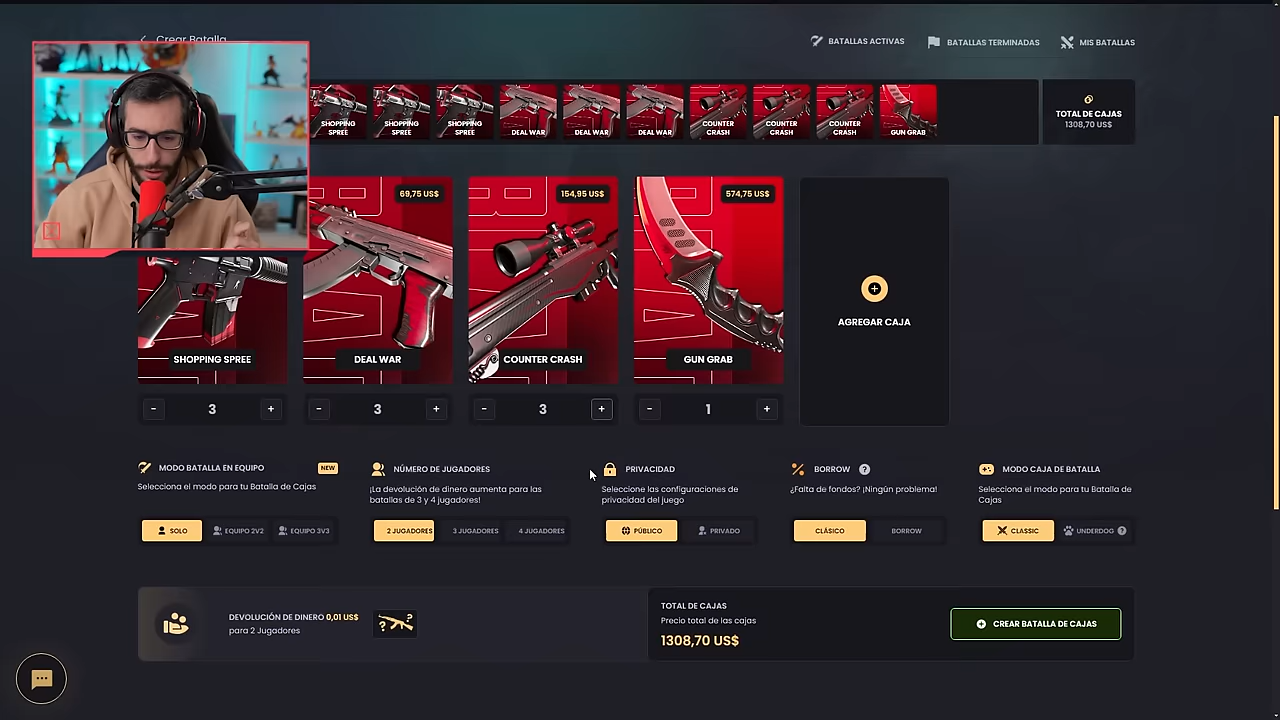 Crear Batalla
BATALLAS ACTIVAS
BATALLAS TERMINADAS
MIS BATALLAS
SHOPPING SPREE
SHOPPING SPREE
SHOPPING SPREE
DEAL WAR
DEAL WAR
DEAL WAR
COUNTER CRASH
COUNTER CRASH
COUNTER CRASH
GUN GRAB
TOTAL DE CAJAS
1308,70 US$
69,75 US$
154,95 US$
574,75 US$
SHOPPING SPREE
DEAL WAR
COUNTER CRASH
GUN GRAB
AGREGAR CAJA
- 3 +
- 3 +
- 3 +
- 1 +
MODO BATALLA EN EQUIPO NEW
Selecciona el modo para tu Batalla de Cajas
SOLO EQUIPO 2V2 EQUIPO 3V3
NÚMERO DE JUGADORES
¡La devolución de dinero aumenta para las
batallas de 3 y 4 jugadores!
2 JUGADORES 3 JUGADORES 4 JUGADORES
PRIVACIDAD
Seleccione las configuraciones de
privacidad del juego
PÚBLICO PRIVADO
BORROW ?
¿Falta de fondos? ¡Ningún problema!
CLÁSICO BORROW
MODO CAJA DE BATALLA
Selecciona el modo para tu Batalla de
Cajas
CLASSIC UNDERDOG ?
DEVOLUCIÓN DE DINERO 0,01 US$
para 2 Jugadores
? ?
TOTAL DE CAJAS
Precio total de las cajas
1308,70 US$
CREAR BATALLA DE CAJAS